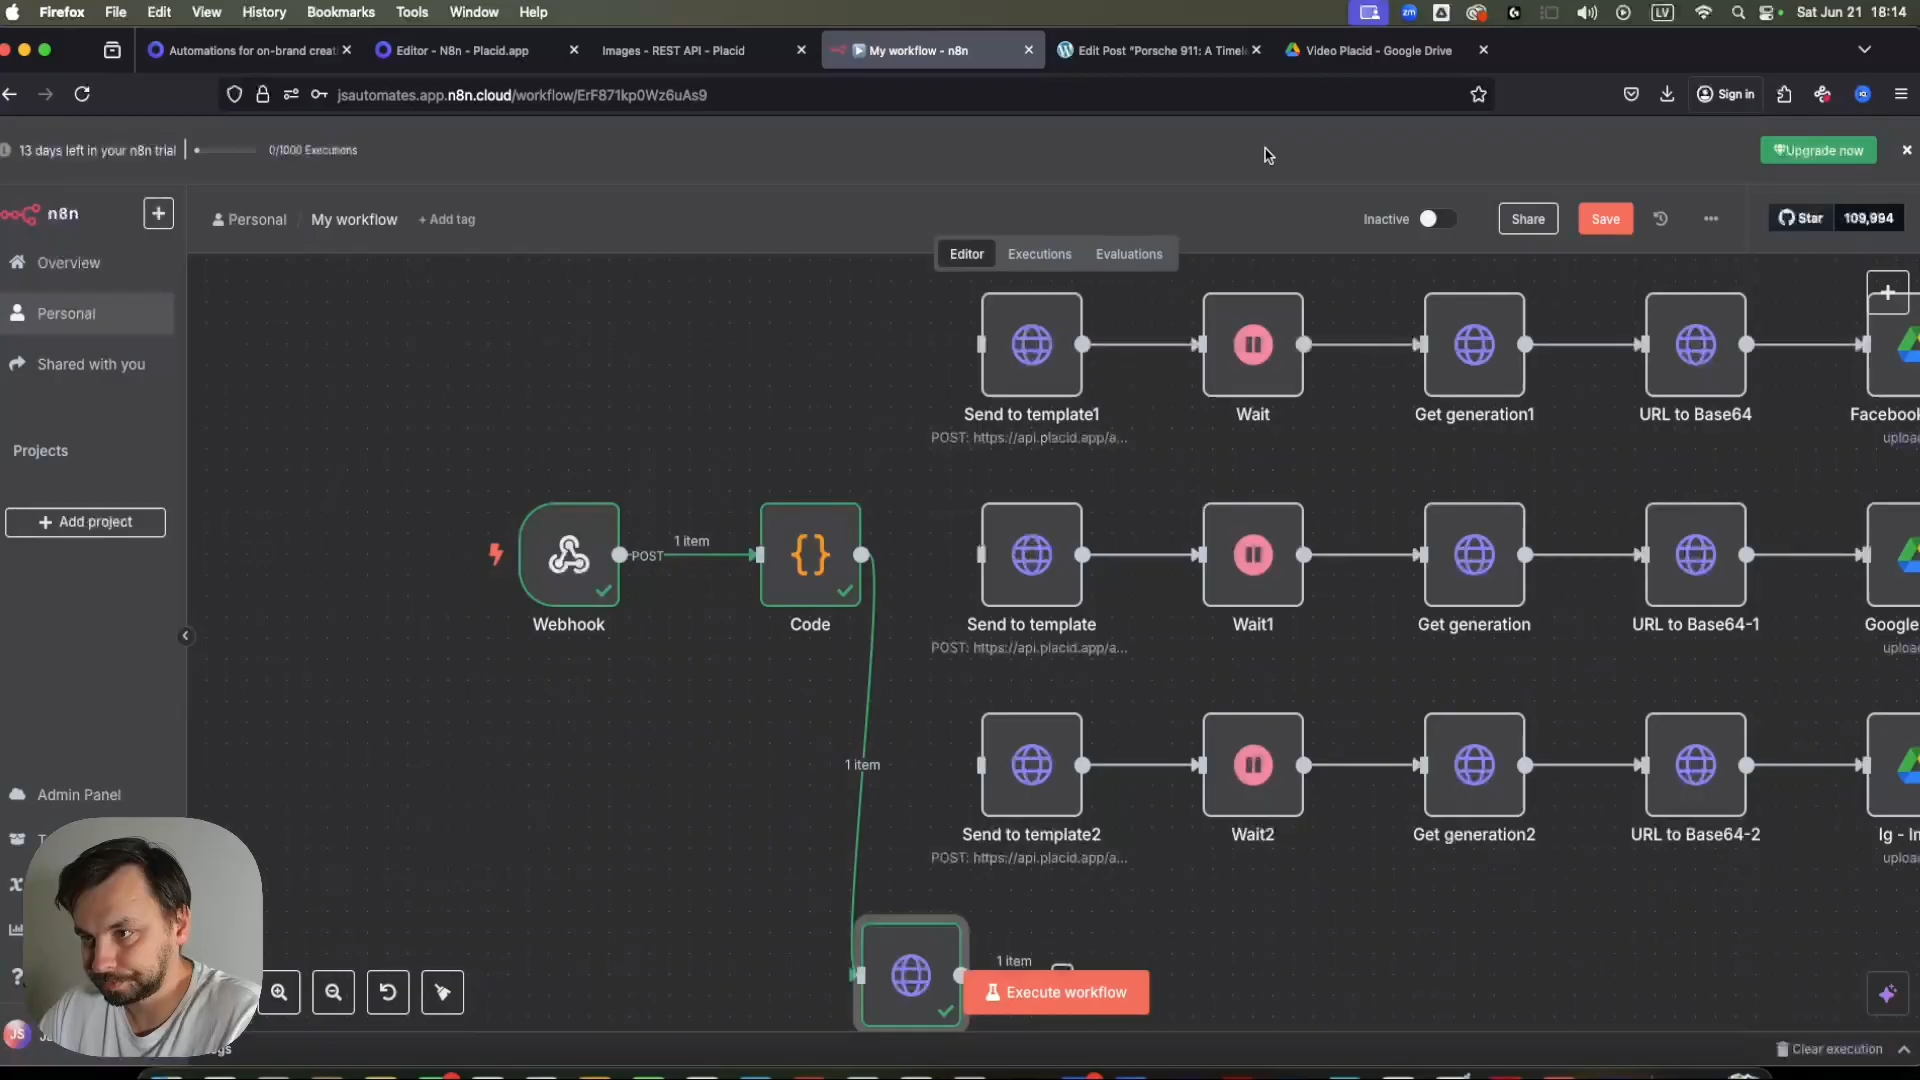 Firefox File Edit View History Bookmarks Tools Window Help
zm LV Sat Jun 21 18:14
Automations for on-brand creat
Editor - N8n - Placid.app
Images - REST API - Placid
My workflow - n8n
Edit Post "Porsche 911: A Timel
Video Placid - Google Drive
jsautomates.app.n8n.cloud/workflow/ErF871kp0Wz6uAs9
Sign in
13 days left in your n8n trial
0/1000 Executions
Upgrade now
n8n
Personal / My workflow + Add tag
Inactive
Share
Save
Star 109,994
Editor Executions Evaluations
Overview
Personal
Shared with you
Projects
Add project
Admin Panel
Send to template1
POST: https://api.placid.app/a...
Wait
Get generation1
URL to Base64
Facebook
uploa
Webhook
POST
1 item
Code
Send to template
POST: https://api.placid.app/a...
Wait1
Get generation
URL to Base64-1
Google
uploa
1 item
Send to template2
POST: https://api.placid.app/a...
Wait2
Get generation2
URL to Base64-2
Ig - In
uploa
1 item
Execute workflow
JS
Clear execution